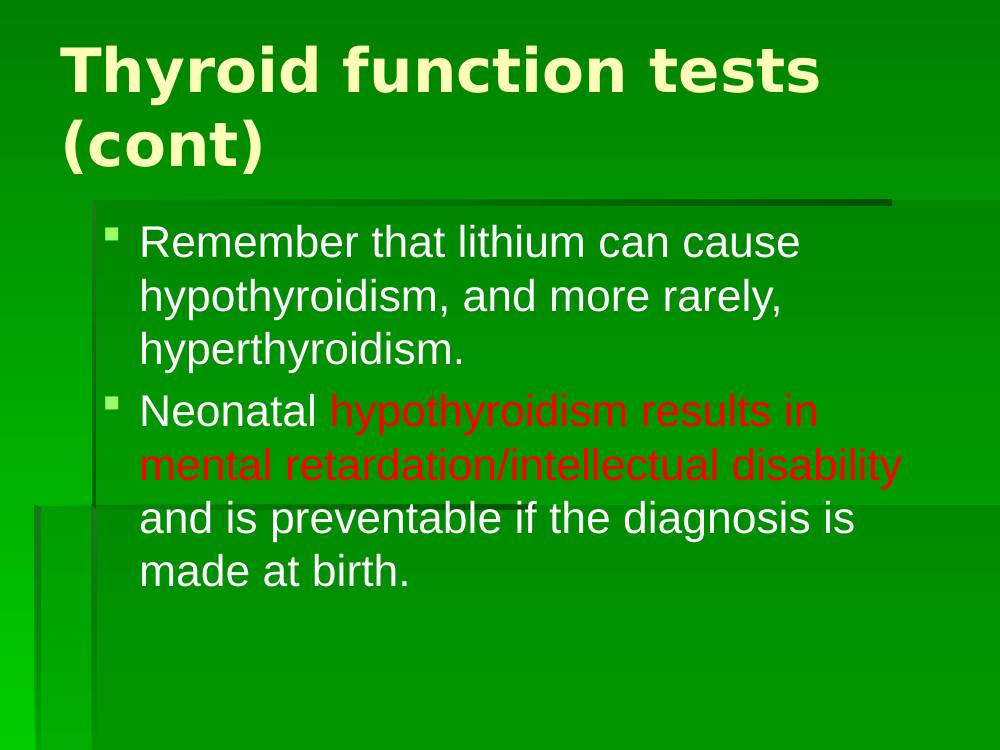 Thyroid function tests
(cont)
Remember that lithium can cause
hypothyroidism, and more rarely,
hyperthyroidism.
Neonatal hypothyroidism results in
mental retardation/intellectual disability
and is preventable if the diagnosis is
made at birth.